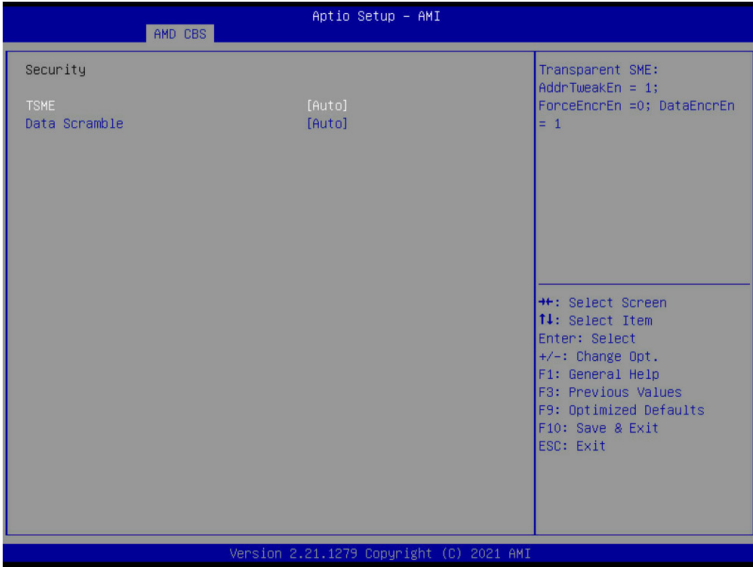 Aptio Setup – AMI
AMD CBS
Security
TSME [Auto]
Data Scramble [Auto]
Transparent SME:
AddrTweakEn = 1;
ForceEncrEn =0; DataEncrEn
= 1
→←: Select Screen
↑↓: Select Item
Enter: Select
+/-: Change Opt.
F1: General Help
F3: Previous Values
F9: Optimized Defaults
F10: Save & Exit
ESC: Exit
Version 2.21.1279 Copyright (C) 2021 AMI